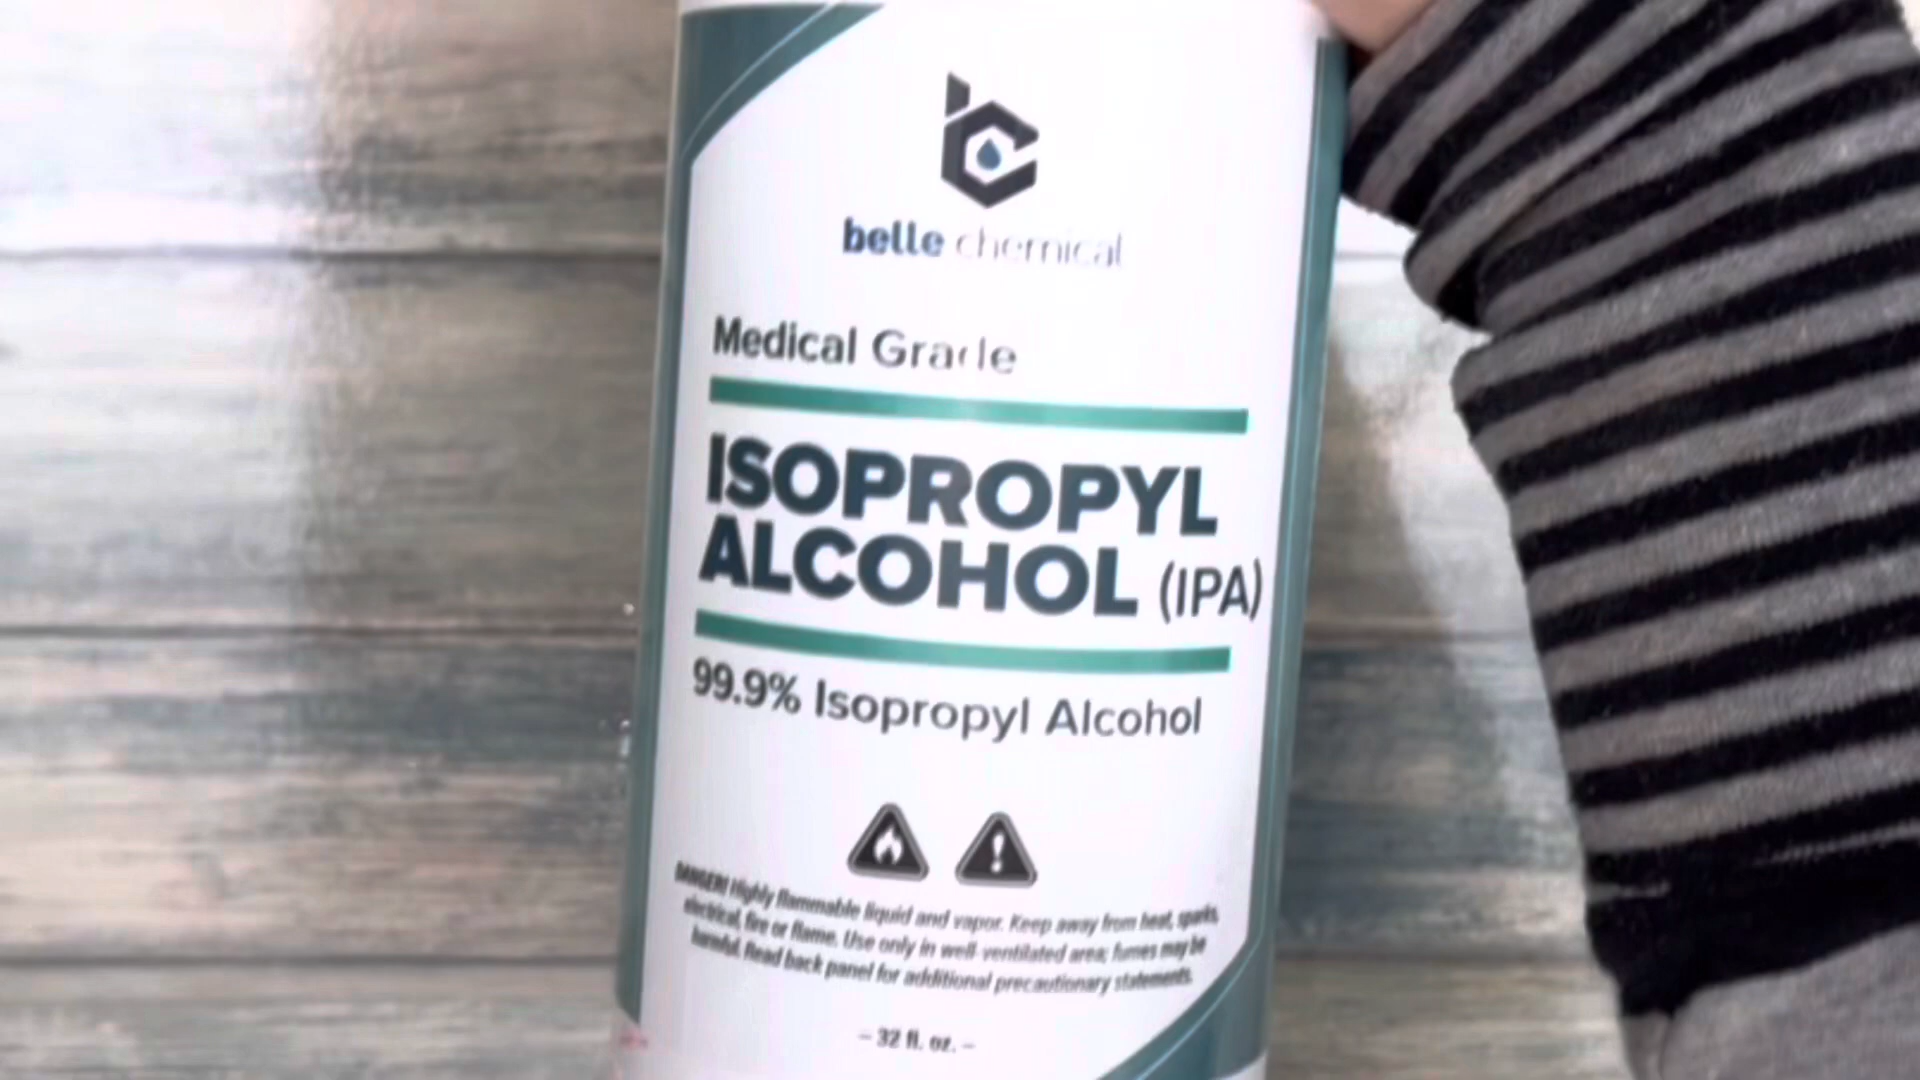 belle chemical
Medical Grade
ISOPROPYL
ALCOHOL (IPA)
99.9% Isopropyl Alcohol
DANGER! Highly flammable liquid and vapor. Keep away from heat, sparks,
electrical, fire or flame. Use only in well-ventilated area; fumes may be
harmful. Read back panel for additional precautionary statements.
– 32 fl. oz. –